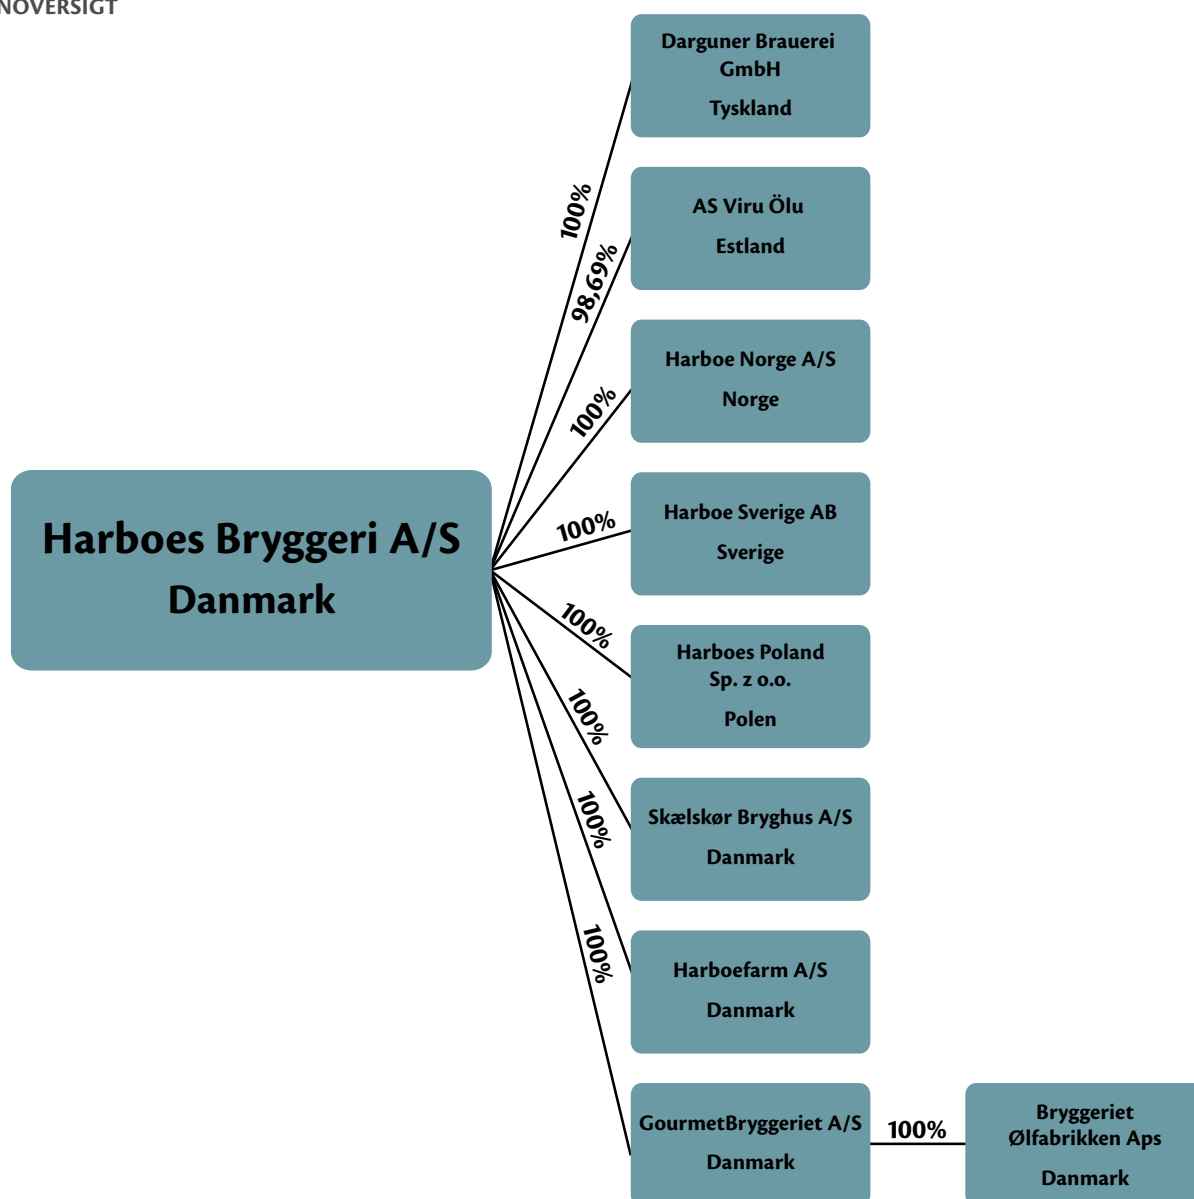 NOVERSIGT
Darguner Brauerei
GmbH
Tyskland
100%
AS Viru Ölu
Estland
98,69%
Harboe Norge A/S
Norge
100%
Harboe Sverige AB
Sverige
100%
Harboes Bryggeri A/S
Danmark
100%
Harboes Poland
Sp. z o.o.
Polen
100%
Skælskør Bryghus A/S
Danmark
100%
Harboefarm A/S
Danmark
100%
GourmetBryggeriet A/S
Danmark
100%
Bryggeriet
Ølfabrikken Aps
Danmark